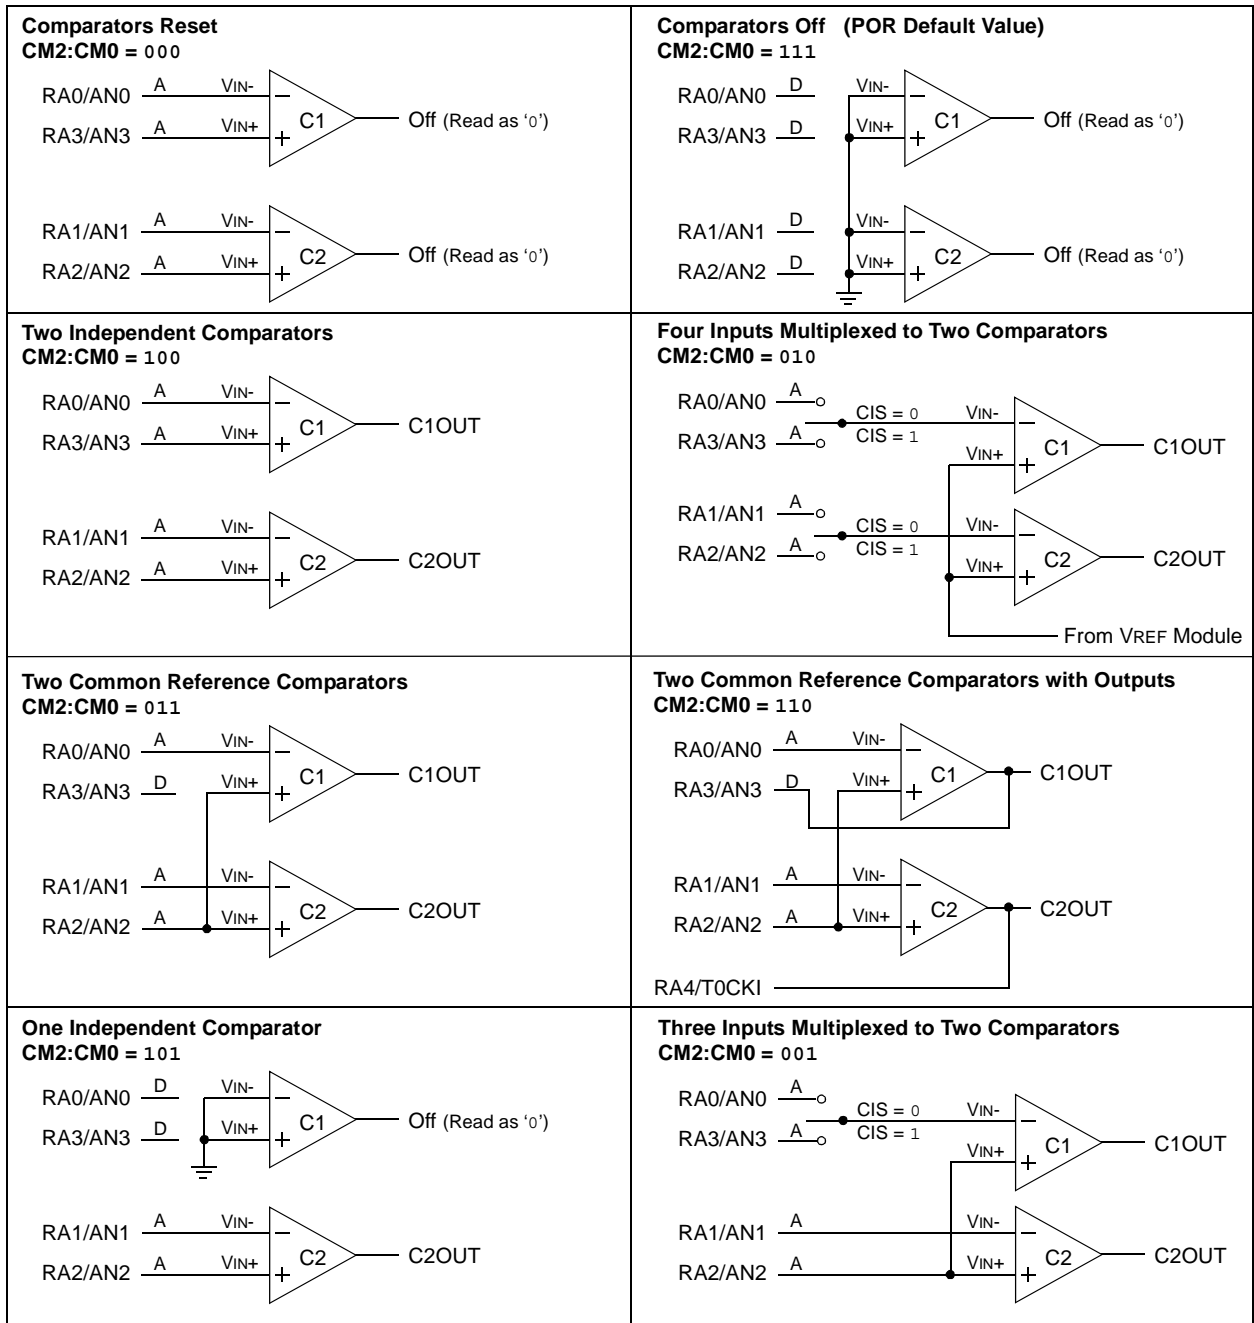 Comparators Reset
CM2:CM0 = 000
A VIN-
RA0/AN0 −
C1 Off (Read as ‘0’)
RA3/AN3 A VIN+ +
A VIN-
RA1/AN1 −
C2 Off (Read as ‘0’)
RA2/AN2 A VIN+ +
Comparators Off (POR Default Value)
CM2:CM0 = 111
D VIN-
RA0/AN0 −
C1 Off (Read as ‘0’)
RA3/AN3 D VIN+ +
D VIN-
RA1/AN1 −
C2 Off (Read as ‘0’)
RA2/AN2 D VIN+ +
Two Independent Comparators
CM2:CM0 = 100
A VIN-
RA0/AN0 −
C1 C1OUT
RA3/AN3 A VIN+ +
A VIN-
RA1/AN1 −
C2 C2OUT
RA2/AN2 A VIN+ +
Four Inputs Multiplexed to Two Comparators
CM2:CM0 = 010
RA0/AN0 A
CIS = 0 VIN- −
RA3/AN3 A CIS = 1
C1 C1OUT
VIN+ +
RA1/AN1 A
CIS = 0 VIN- −
RA2/AN2 A CIS = 1
C2 C2OUT
VIN+ +
From VREF Module
Two Common Reference Comparators
CM2:CM0 = 011
A VIN-
RA0/AN0 −
C1 C1OUT
RA3/AN3 D VIN+ +
A VIN-
RA1/AN1 −
C2 C2OUT
RA2/AN2 A VIN+ +
Two Common Reference Comparators with Outputs
CM2:CM0 = 110
A VIN-
RA0/AN0 −
C1 C1OUT
RA3/AN3 D VIN+ +
A VIN-
RA1/AN1 −
C2 C2OUT
RA2/AN2 A VIN+ +
RA4/T0CKI
One Independent Comparator
CM2:CM0 = 101
D VIN-
RA0/AN0 −
C1 Off (Read as ‘0’)
RA3/AN3 D VIN+ +
A VIN-
RA1/AN1 −
C2 C2OUT
RA2/AN2 A VIN+ +
Three Inputs Multiplexed to Two Comparators
CM2:CM0 = 001
RA0/AN0 A
CIS = 0 VIN- −
RA3/AN3 A CIS = 1
C1 C1OUT
VIN+ +
A VIN-
RA1/AN1 −
C2 C2OUT
RA2/AN2 A VIN+ +